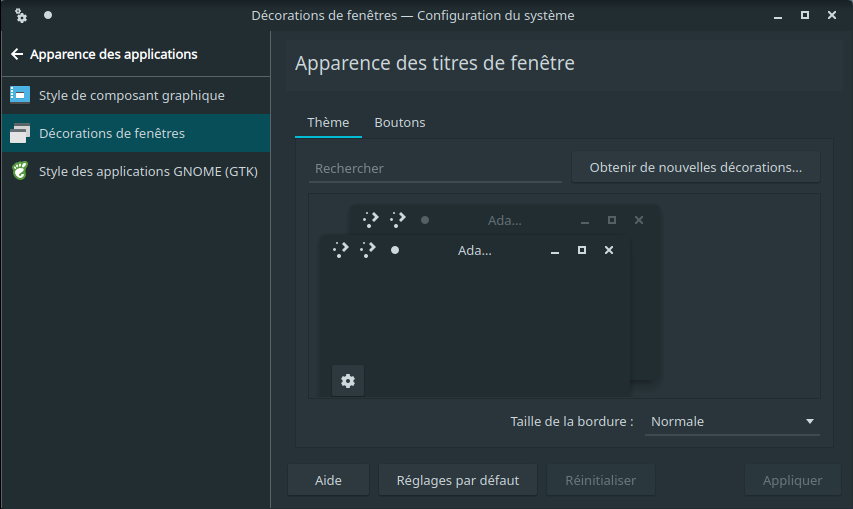 Décorations de fenêtres — Configuration du système
Apparence des applications
Style de composant graphique
Décorations de fenêtres
Style des applications GNOME (GTK)
Apparence des titres de fenêtre
Thème
Boutons
Rechercher
Obtenir de nouvelles décorations...
Ada...
Ada...
Taille de la bordure :
Normale
Aide
Réglages par défaut
Réinitialiser
Appliquer